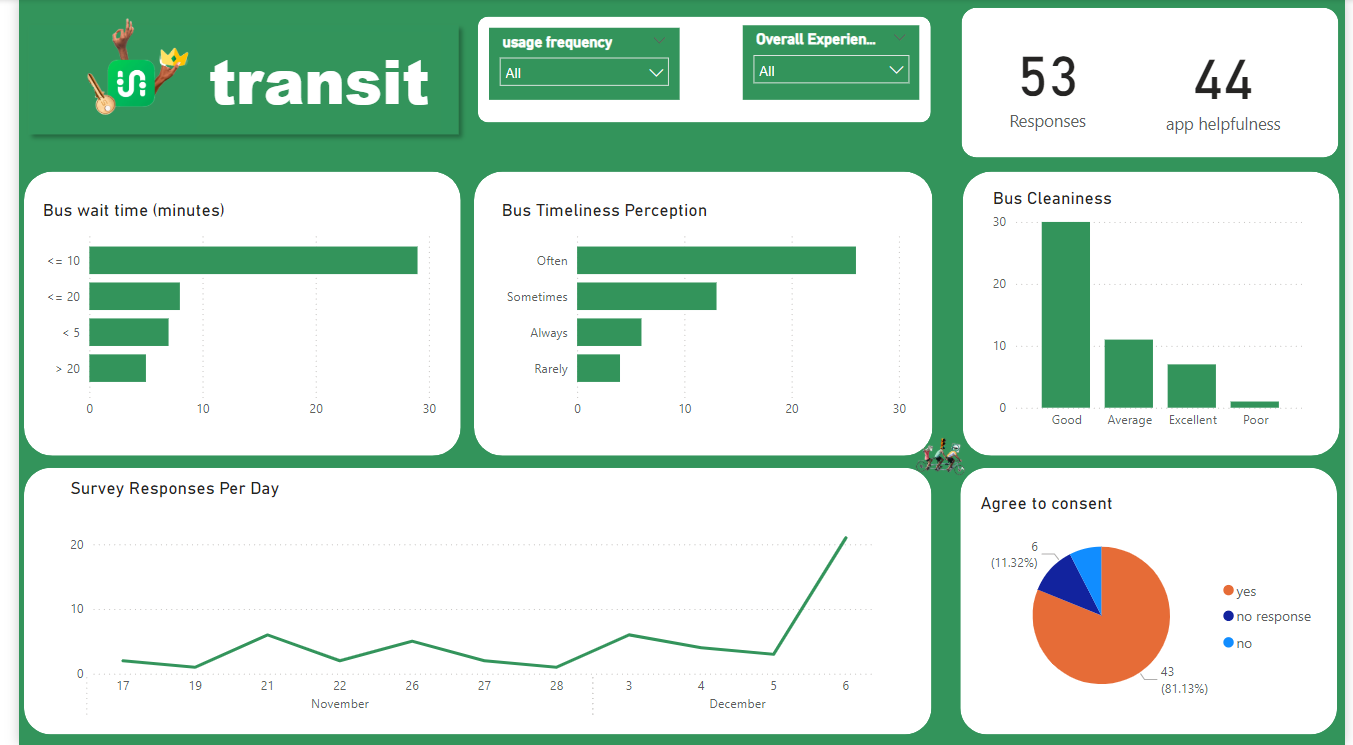 transit
usage frequency
All
Overall Experien...
All
53
Responses
44
app helpfulness
Bus wait time (minutes)
<= 10
<= 20
< 5
> 20
0 10 20 30
Bus Timeliness Perception
Often
Sometimes
Always
Rarely
0 10 20 30
Bus Cleaniness
30
20
10
0
Good Average Excellent Poor
Survey Responses Per Day
20
10
0
17 19 21 22 26 27 28 3 4 5 6
November December
Agree to consent
6
(11.32%)
43
(81.13%)
yes
no response
no